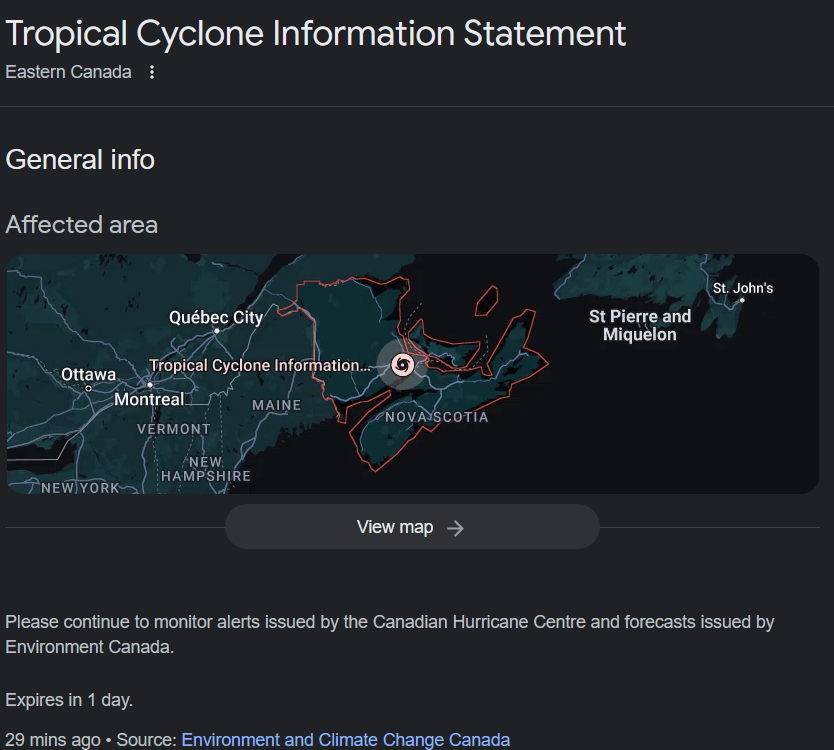 Tropical Cyclone Information Statement
Eastern Canada
General info
Affected area
St. John's
Québec City
St Pierre and
Miquelon
Tropical Cyclone Information...
Ottawa
Montreal
MAINE
NOVA SCOTIA
VERMONT
NEW
HAMPSHIRE
NEW YORK
View map →
Please continue to monitor alerts issued by the Canadian Hurricane Centre and forecasts issued by
Environment Canada.
Expires in 1 day.
29 mins ago • Source: Environment and Climate Change Canada